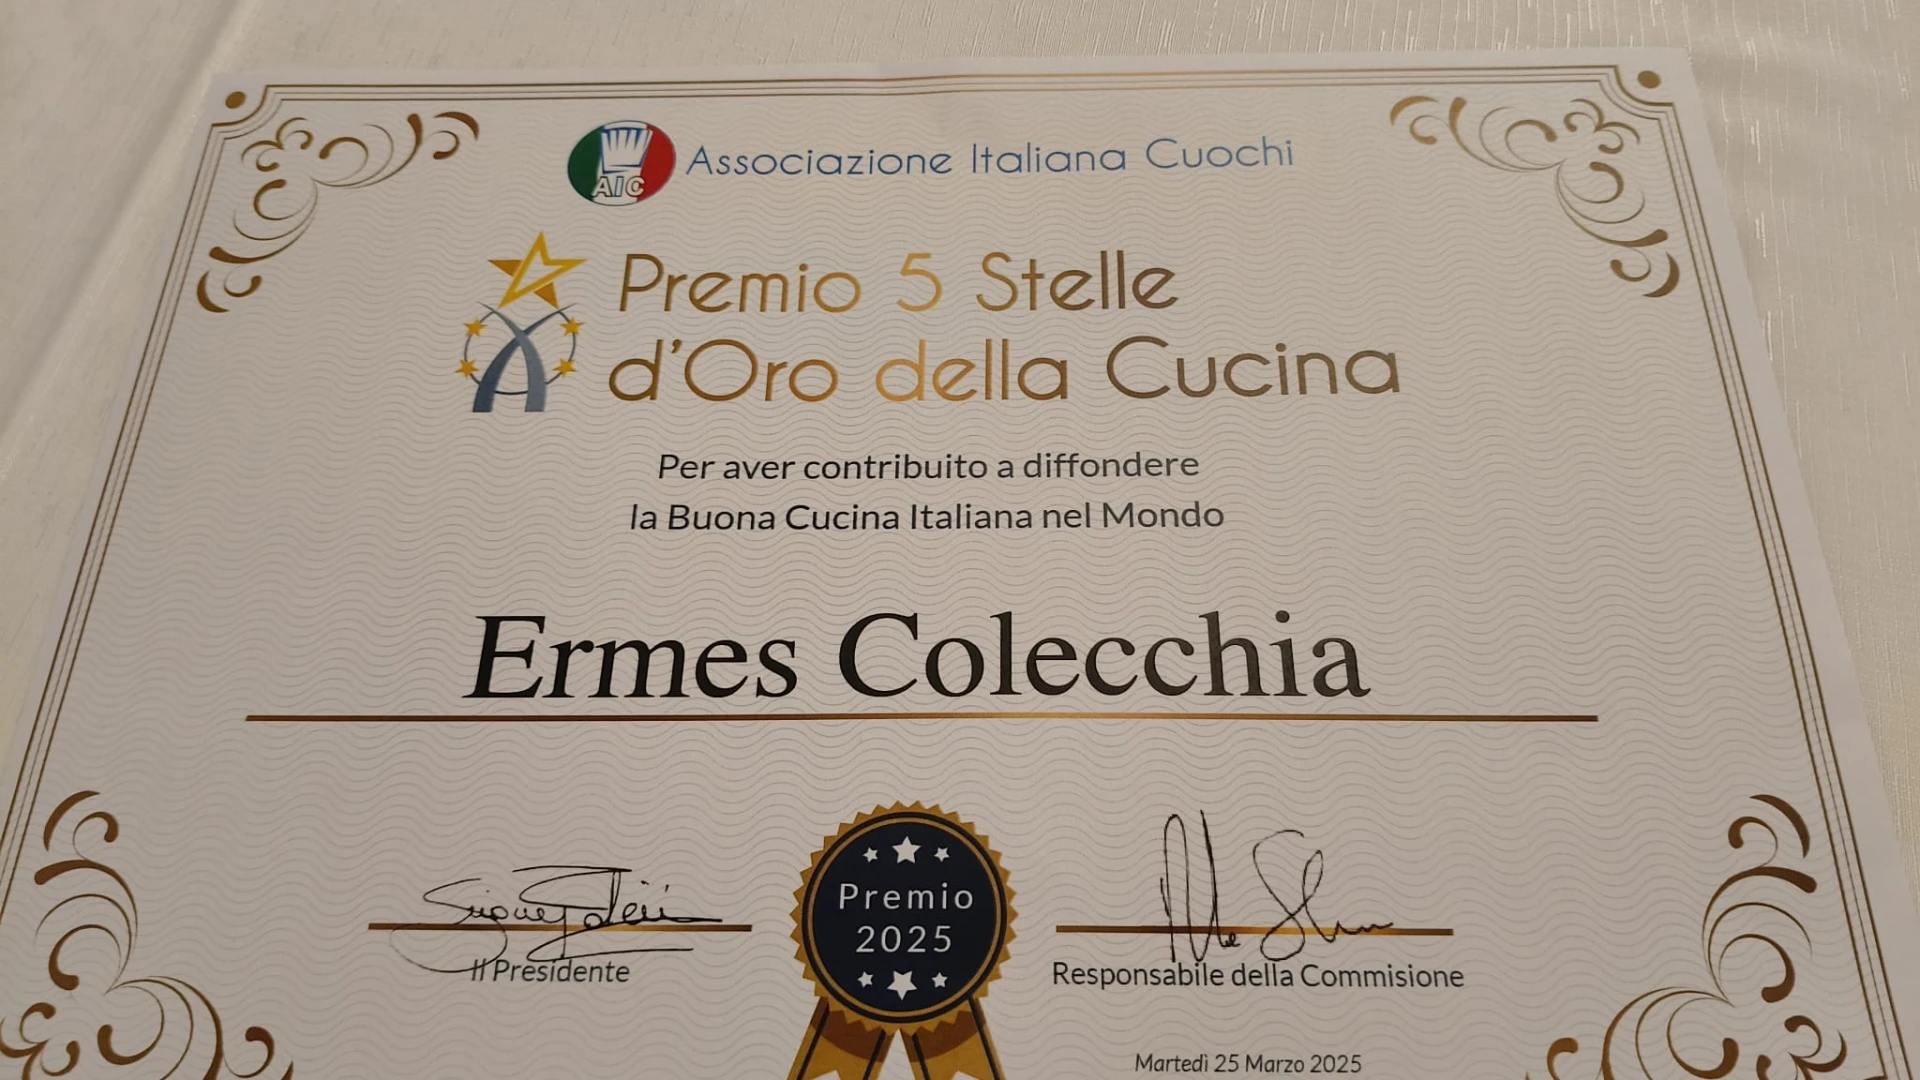 AIC
Associazione Italiana Cuochi
Premio 5 Stelle
d'Oro della Cucina
Per aver contribuito a diffondere
la Buona Cucina Italiana nel Mondo
Ermes Colecchia
Premio
2025
Il Presidente
Responsabile della Commisione
Martedì 25 Marzo 2025